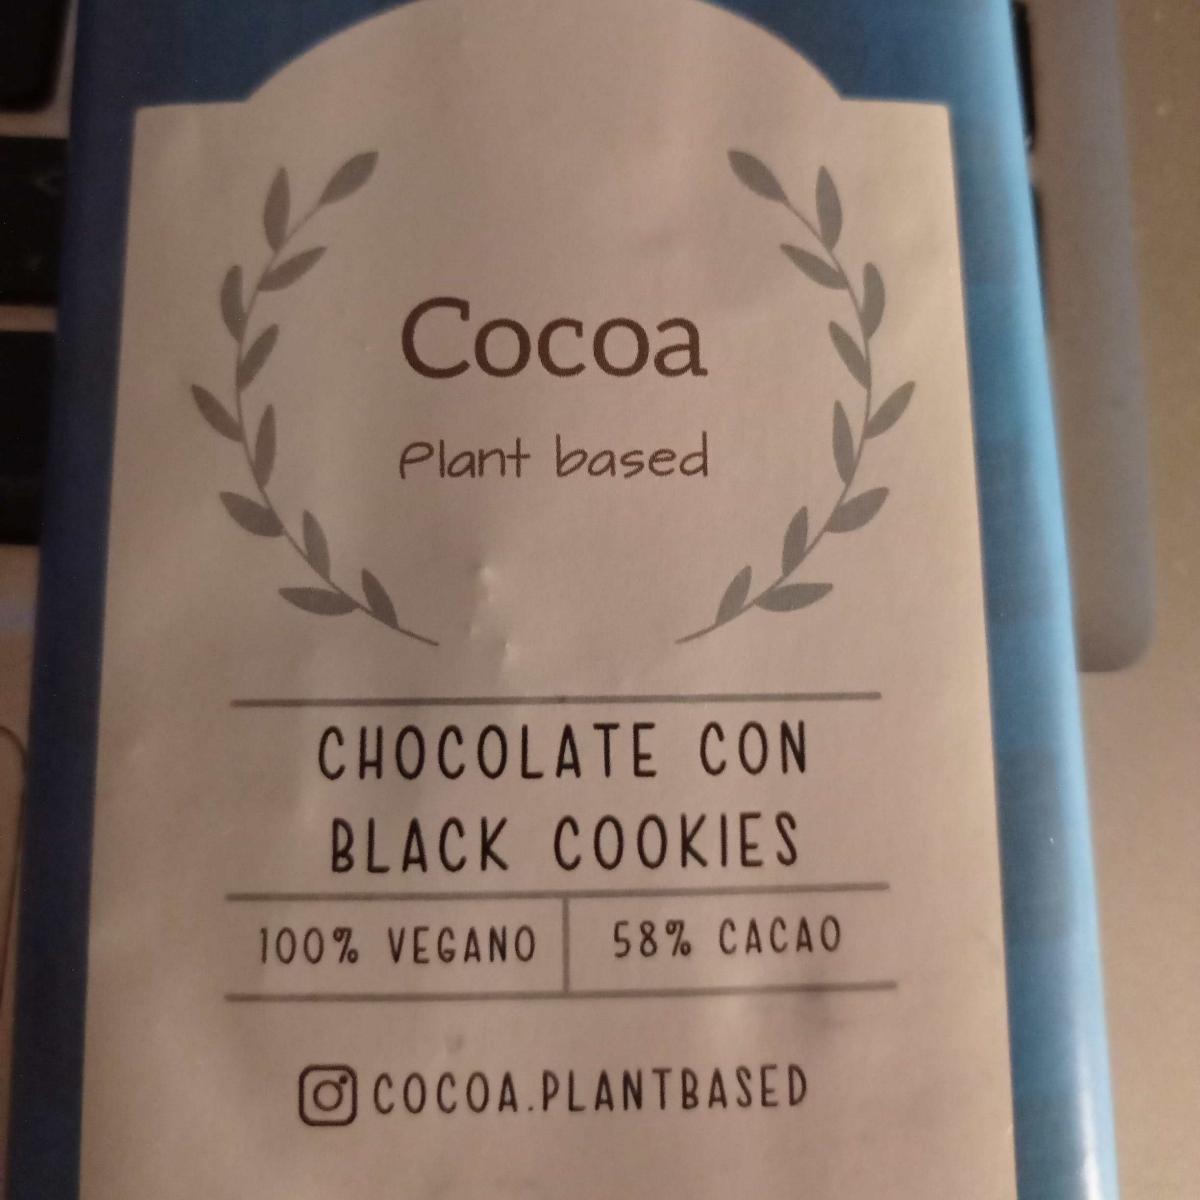 Cocoa
Plant based
CHOCOLATE CON
BLACK COOKIES
100% VEGANO
58% CACAO
COCOA.PLANTBASED